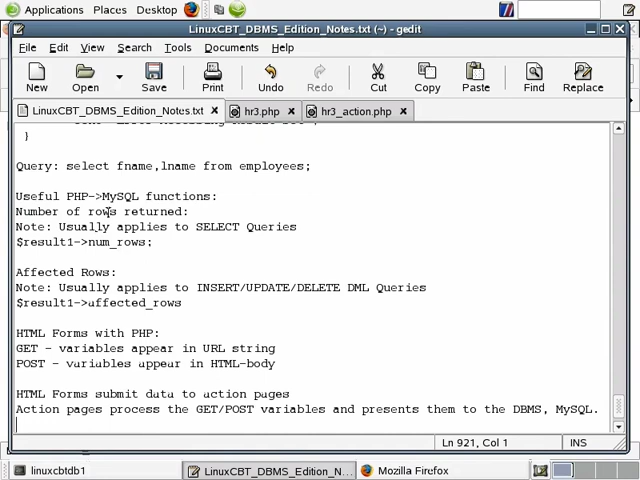 Applications Places Desktop
LinuxCBT_DBMS_Edition_Notes.txt (~) - gedit
File Edit View Search Tools Documents Help
New Open Save Print Undo Redo Cut Copy Paste Find Replace
LinuxCBT_DBMS_Edition_Notes.txt hr3.php hr3_action.php
}
Query: select fname,lname from employees;
Useful PHP->MySQL functions:
Number of rows returned:
Note: Usually applies to SELECT Queries
$result1->num_rows;
Affected Rows:
Note: Usually applies to INSERT/UPDATE/DELETE DML Queries
$result1->affected_rows
HTML Forms with PHP:
GET - variables appear in URL string
POST - variables appear in HTML-body
HTML Forms submit data to action pages
Action pages process the GET/POST variables and presents them to the DBMS, MySQL.
Ln 921, Col 1 INS
linuxcbtdb1 LinuxCBT_DBMS_Edition_N... Mozilla Firefox